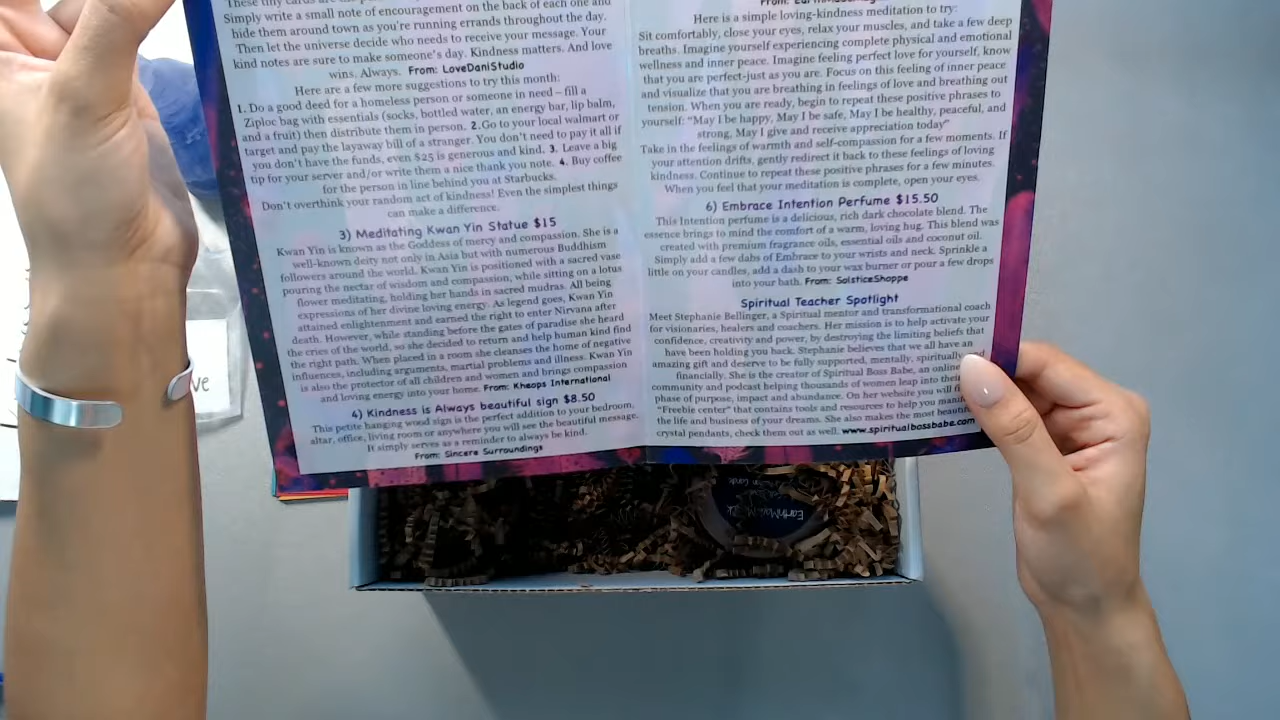 Simply write a small note of encouragement on the back of each one and
hide them around town as you're running errands throughout the day.
Then let the universe decide who needs to receive your message. Your
kind notes are sure to make someone's day. Kindness matters. And love
wins. Always. From: LoveDaniStudio
Here are a few more suggestions to try this month:
1. Do a good deed for a homeless person or someone in need – fill a
Ziploc bag with essentials (socks, bottled water, an energy bar, lip balm,
and a fruit) then distribute them in person. 2.Go to your local walmart or
target and pay the layaway bill of a stranger. You don't need to pay it all if
you don't have the funds, even $25 is generous and kind. 3. Leave a big
tip for your server and/or write them a nice thank you note. 4. Buy coffee
for the person in line behind you at Starbucks.
Don't overthink your random act of kindness! Even the simplest things
can make a difference.
3) Meditating Kwan Yin Statue $15
Kwan Yin is known as the Goddess of mercy and compassion. She is a
well-known deity not only in Asia but with numerous Buddhism
followers around the world. Kwan Yin is positioned with a sacred vase
pouring the nectar of wisdom and compassion, while sitting on a lotus
flower meditating, holding her hands in sacred mudras. All being
expressions of her divine loving energy. As legend goes, Kwan Yin
attained enlightenment and earned the right to enter Nirvana after
death. However, while standing before the gates of paradise she heard
the cries of the world, so she decided to return and help human kind find
the right path. When placed in a room she cleanses the home of negative
influences, including arguments, martial problems and illness. Kwan Yin
is also the protector of all children and women and brings compassion
and loving energy into your home. From: Kheops International
4) Kindness is Always beautiful sign $8.50
This petite hanging wood sign is the perfect addition to your bedroom,
altar, office, living room or anywhere you will see the beautiful message.
It simply serves as a reminder to always be kind.
From: Sincere Surroundings
Here is a simple loving-kindness meditation to try:
Sit comfortably, close your eyes, relax your muscles, and take a few deep
breaths. Imagine yourself experiencing complete physical and emotional
wellness and inner peace. Imagine feeling perfect love for yourself, know
that you are perfect-just as you are. Focus on this feeling of inner peace
and visualize that you are breathing in feelings of love and breathing out
tension. When you are ready, begin to repeat these positive phrases to
yourself: "May I be happy, May I be safe, May I be healthy, peaceful, and
strong, May I give and receive appreciation today"
Take in the feelings of warmth and self-compassion for a few moments. If
your attention drifts, gently redirect it back to these feelings of loving
kindness. Continue to repeat these positive phrases for a few minutes.
When you feel that your meditation is complete, open your eyes.
6) Embrace Intention Perfume $15.50
This Intention perfume is a delicious, rich dark chocolate blend. The
essence brings to mind the comfort of a warm, loving hug. This blend was
created with premium fragrance oils, essential oils and coconut oil.
Simply add a few dabs of Embrace to your wrists and neck. Sprinkle a
little on your candles, add a dash to your wax burner or pour a few drops
into your bath. From: SolsticeShoppe
Spiritual Teacher Spotlight
Meet Stephanie Bellinger, a Spiritual mentor and transformational coach
for visionaries, healers and coaches. Her mission is to help activate your
confidence, creativity and power, by destroying the limiting beliefs that
have been holding you back. Stephanie believes that we all have an
amazing gift and deserve to be fully supported, mentally, spiritually
financially. She is the creator of Spiritual Boss Babe, an online
community and podcast helping thousands of women leap into their
phase of purpose, impact and abundance. On her website you will
"Freebie center" that contains tools and resources to help you
the life and business of your dreams. She also makes the most
crystal pendants, check them out as well. www.spiritualbossbabe.com